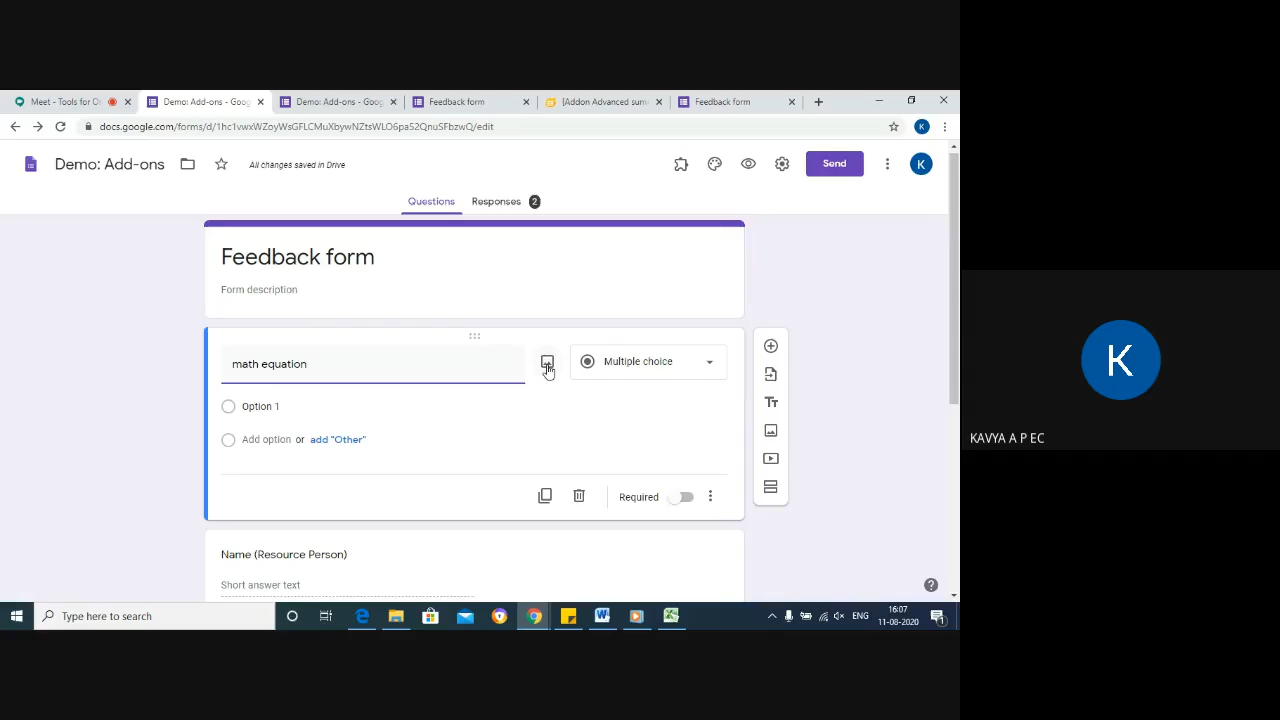 Meet - Tools for O
Demo: Add-ons - Goog
Demo: Add-ons - Goog
Feedback form
[Addon Advanced sum
Feedback form
docs.google.com/forms/d/1hc1vwxWZoyWsGFLCMuXbywNZtsWLO6pa52QnuSFbzwQ/edit
K
Demo: Add-ons
All changes saved in Drive
Send
K
Questions
Responses
2
Feedback form
Form description
math equation
Multiple choice
Option 1
Add option or add "Other"
Required
Name (Resource Person)
Short answer text
K
KAVYA A P EC
Type here to search
ENG
16:07
11-08-2020
1